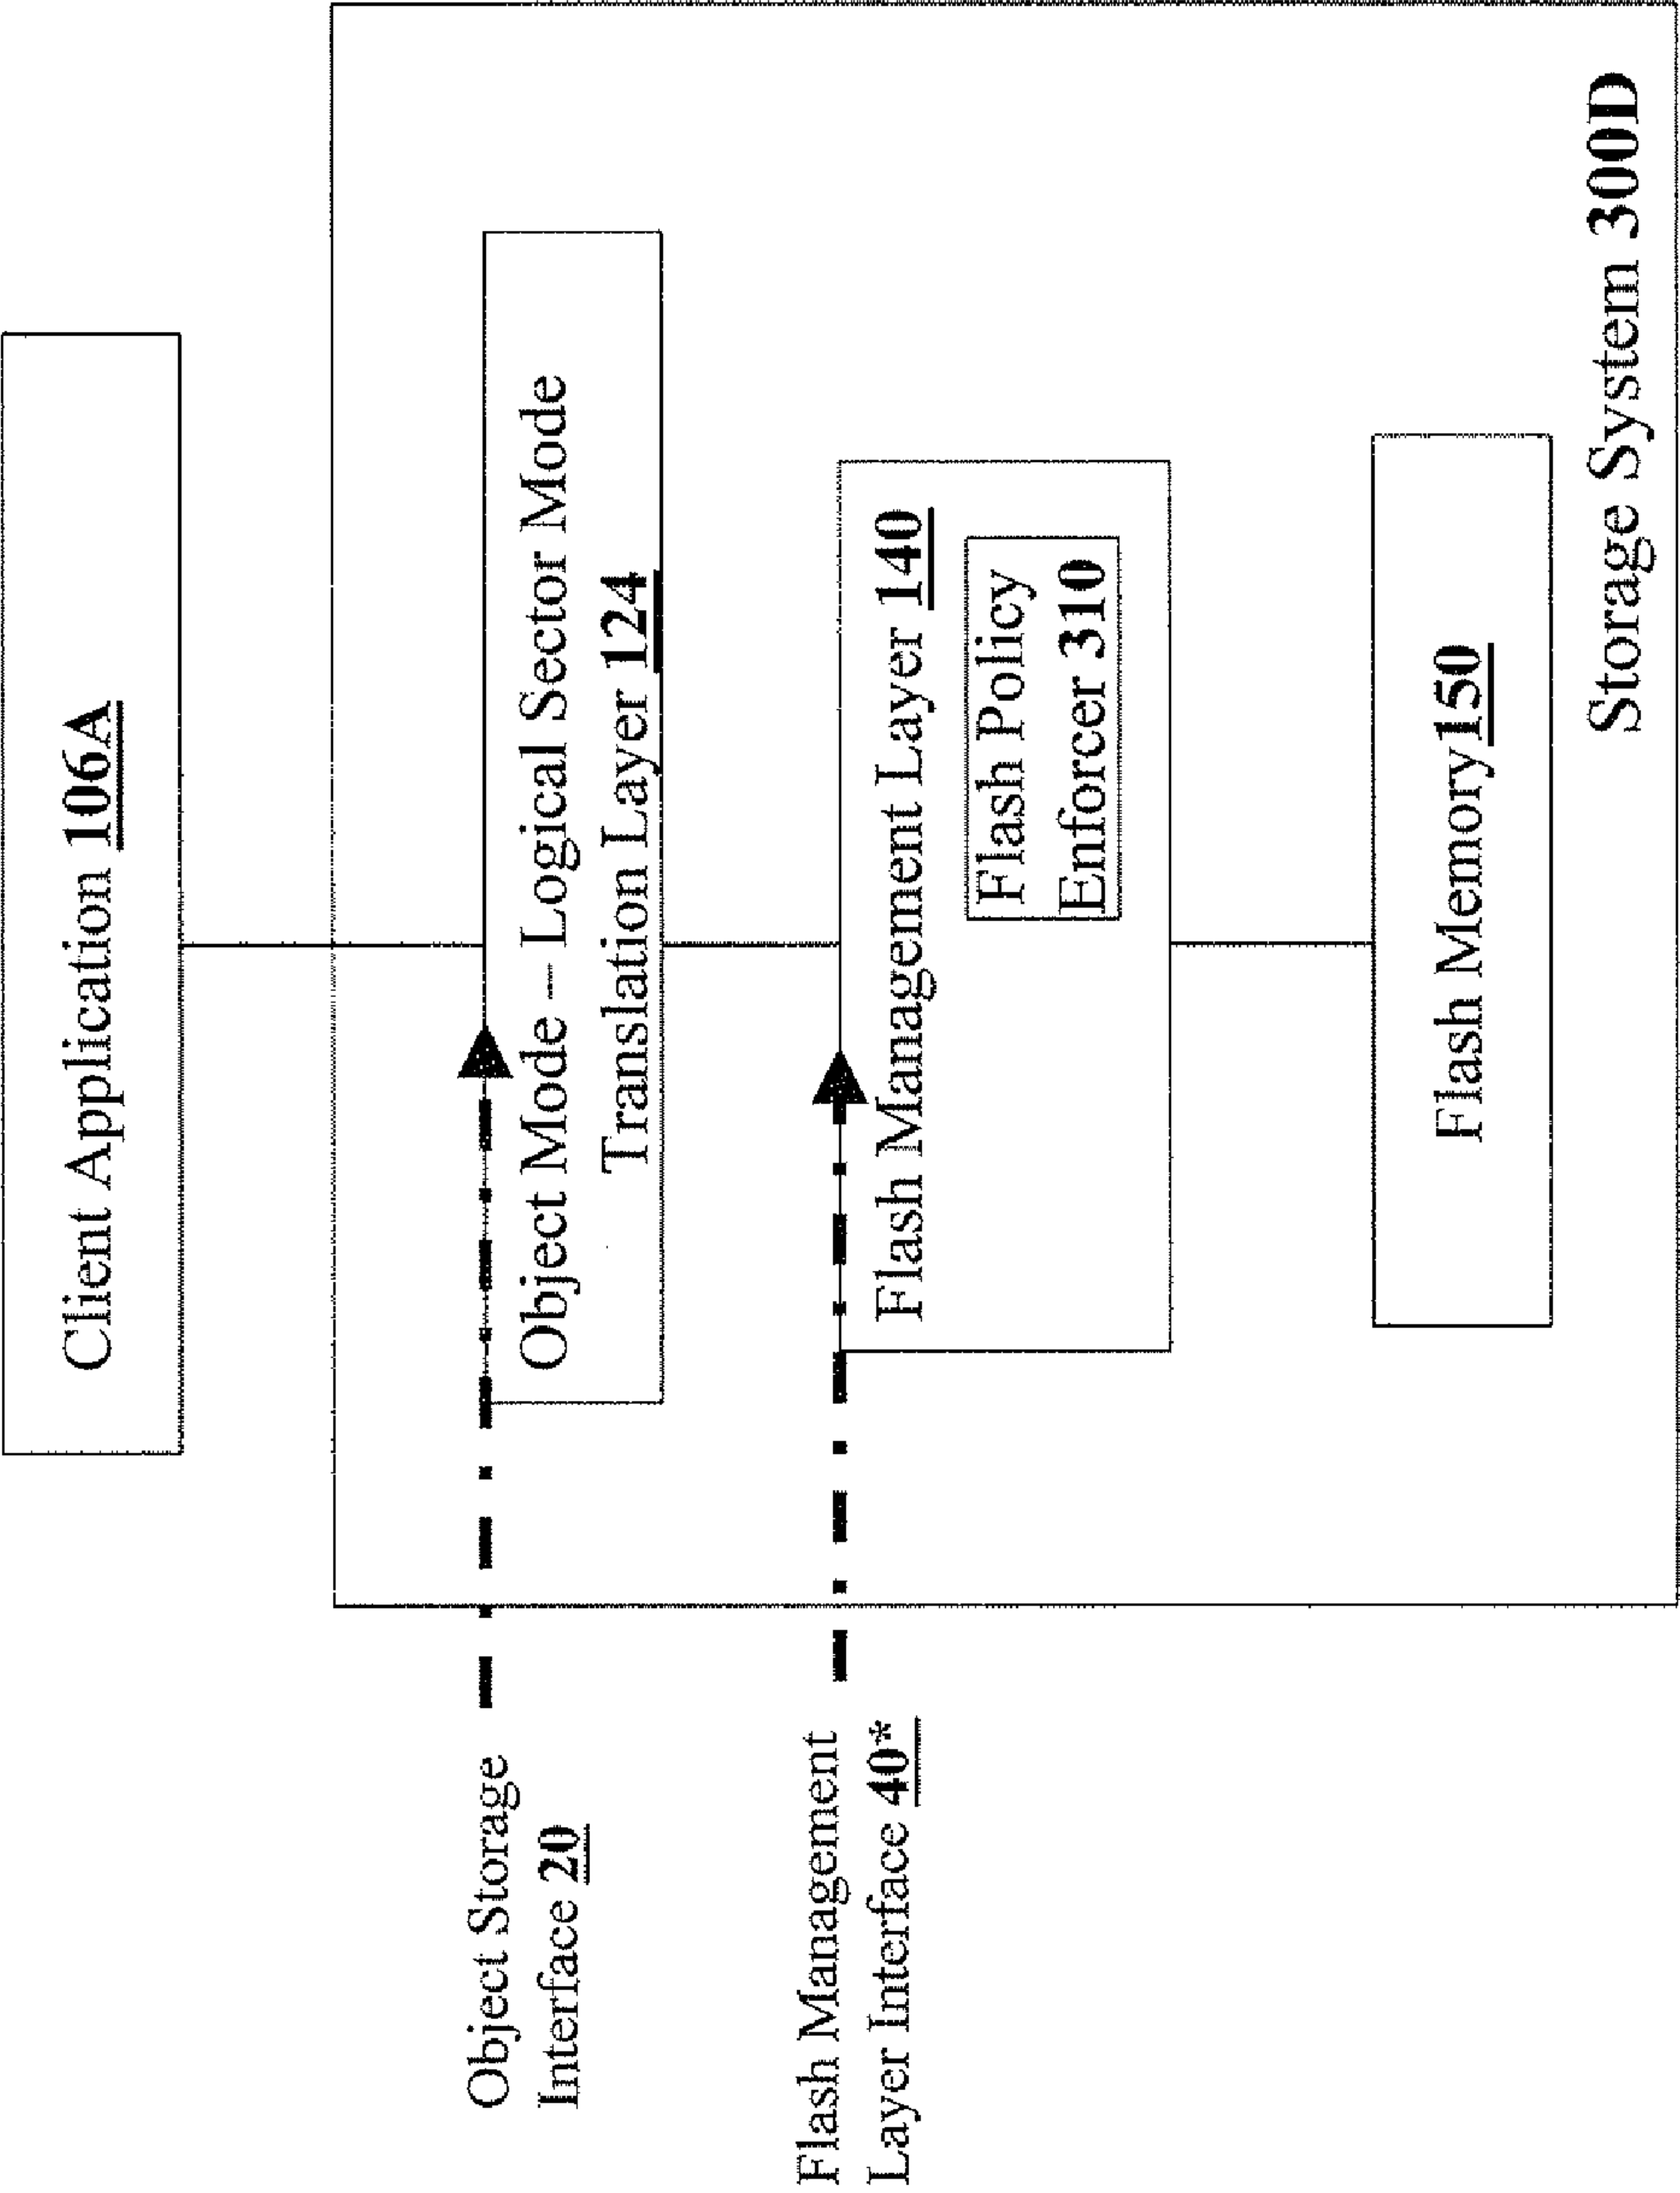 Client Application 106A
Object Storage
Interface 20
Object Mode – Logical Sector Mode
Translation Layer 124
Flash Management
Layer Interface 40*
Flash Management Layer 140
Flash Policy
Enforcer 310
Flash Memory150
Storage System 300D